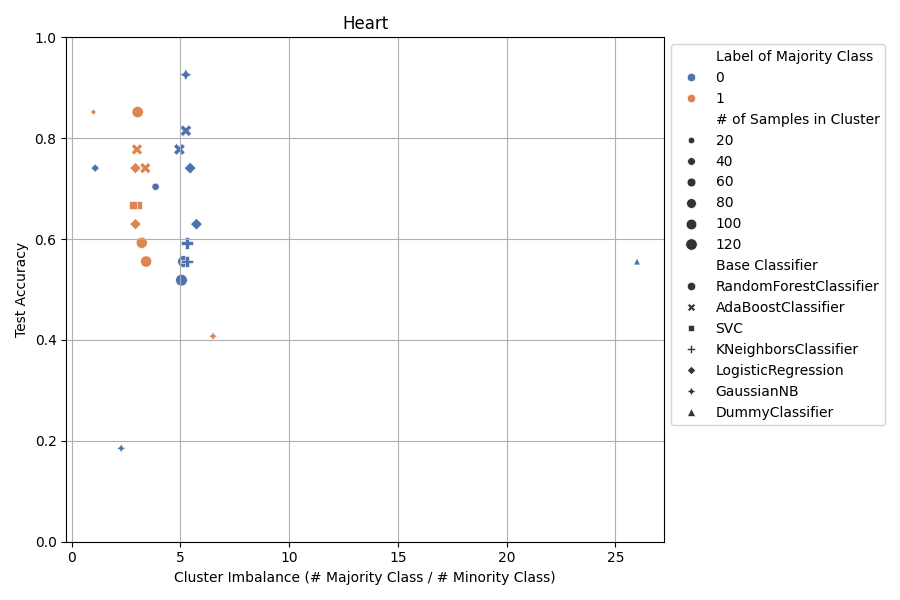 Heart
1.0
0.8
0.6
0.4
0.2
0.0
Test Accuracy
0
5
10
15
20
25
Cluster Imbalance (# Majority Class / # Minority Class)
Label of Majority Class
0
1
# of Samples in Cluster
20
40
60
80
100
120
Base Classifier
RandomForestClassifier
AdaBoostClassifier
SVC
KNeighborsClassifier
LogisticRegression
GaussianNB
DummyClassifier